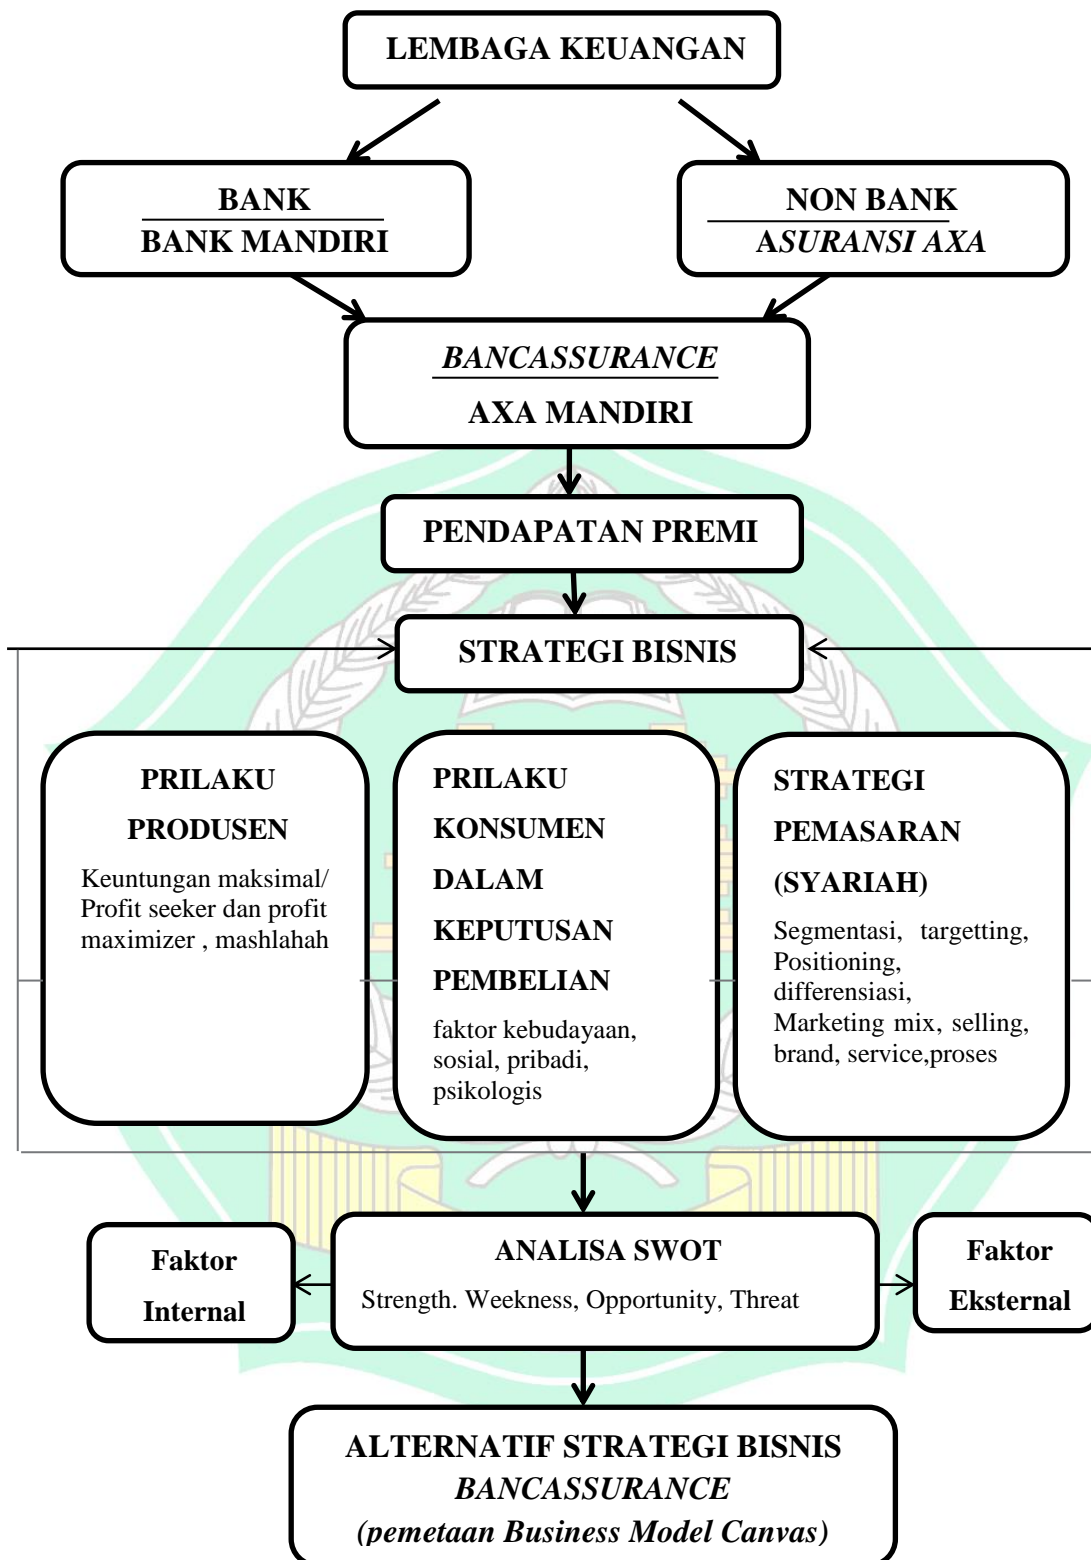 LEMBAGA KEUANGAN
BANK
BANK MANDIRI
NON BANK
ASURANSI AXA
BANCASSURANCE
AXA MANDIRI
PENDAPATAN PREMI
STRATEGI BISNIS
PRILAKU
PRODUSEN
Keuntungan maksimal/
Profit seeker dan profit
maximizer , mashlahah
PRILAKU
KONSUMEN
DALAM
KEPUTUSAN
PEMBELIAN
faktor kebudayaan,
sosial, pribadi,
psikologis
STRATEGI
PEMASARAN
(SYARIAH)
Segmentasi, targetting,
Positioning,
differensiasi,
Marketing mix, selling,
brand, service,proses
Faktor
Internal
ANALISA SWOT
Strength. Weekness, Opportunity, Threat
Faktor
Eksternal
ALTERNATIF STRATEGI BISNIS
BANCASSURANCE
(pemetaan Business Model Canvas)